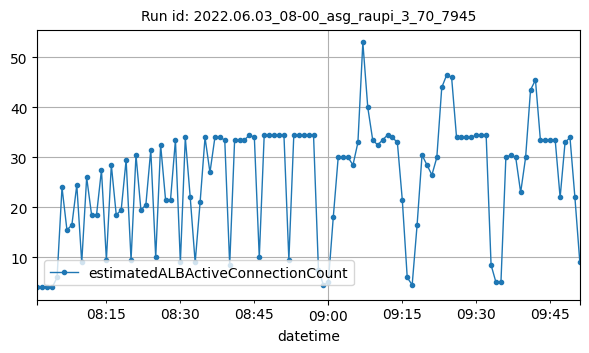 Run id: 2022.06.03_08-00_asg_raupi_3_70_7945
50
40
30
20
10
estimatedALBActiveConnectionCount
08:15 08:30 08:45 09:00 09:15 09:30 09:45
datetime